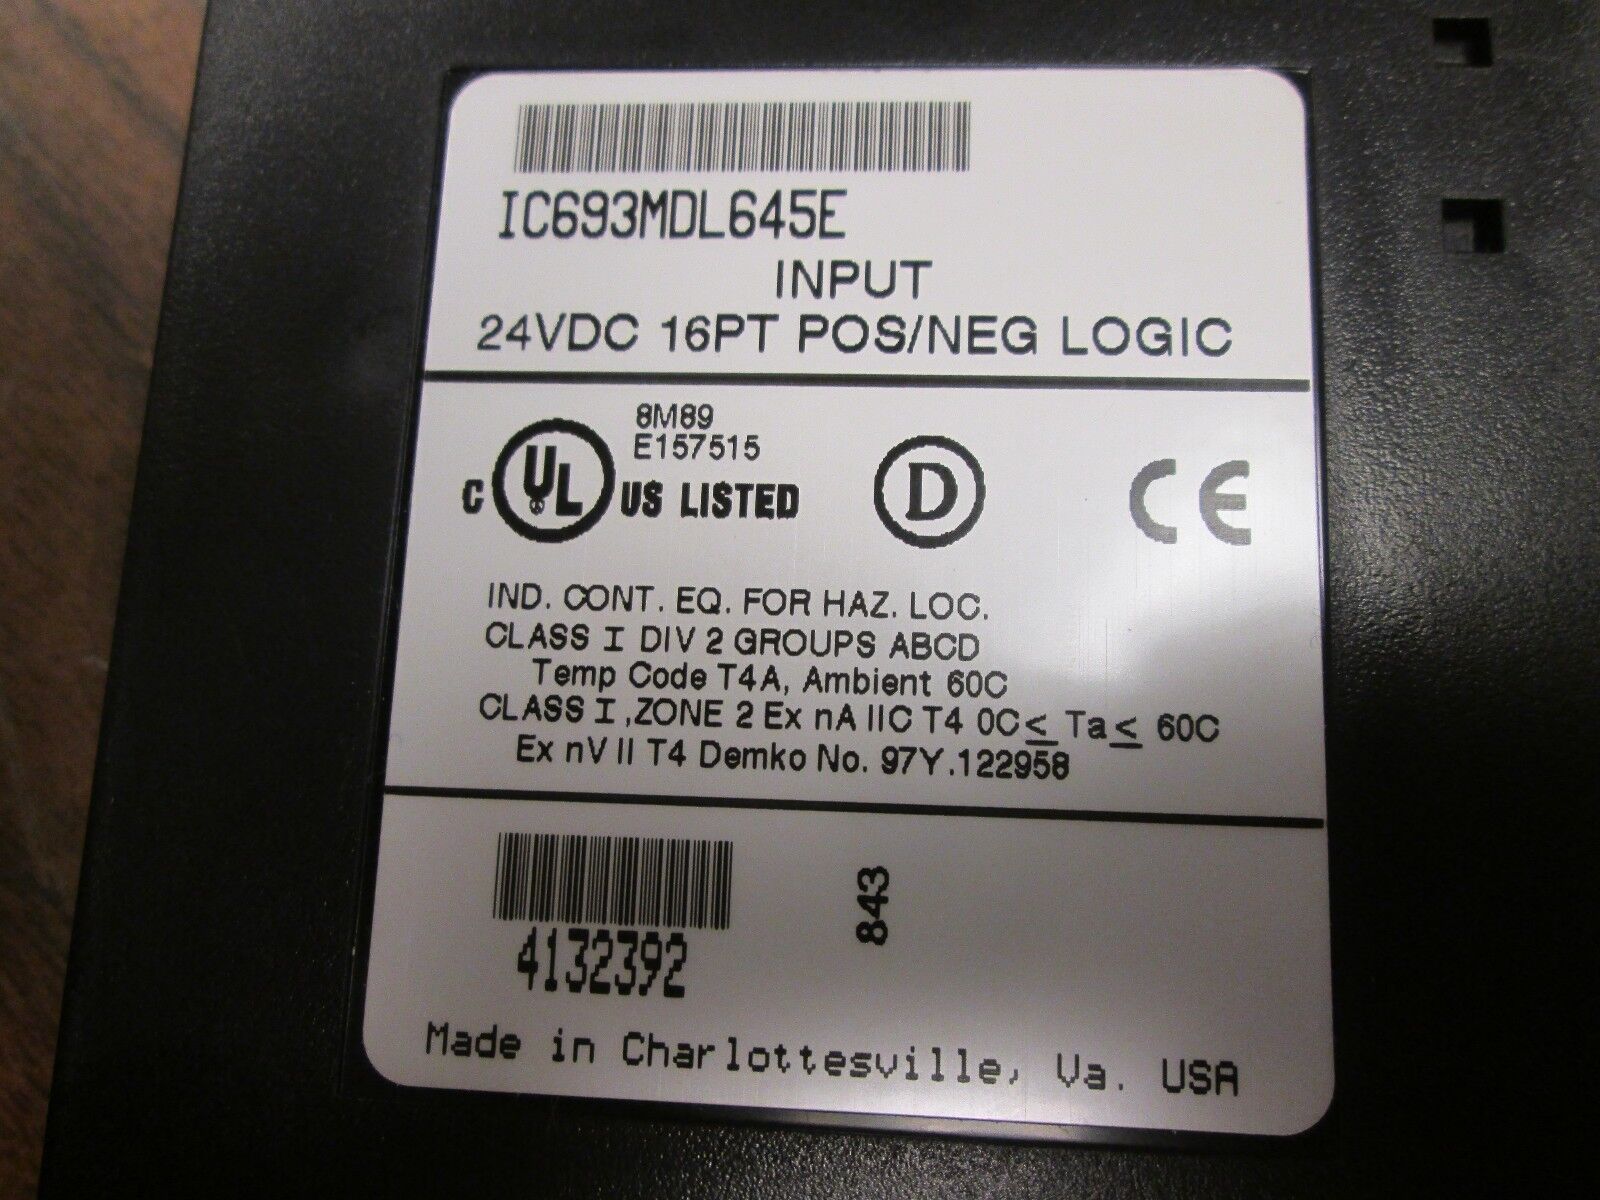 IC693MDL645E
INPUT
24VDC 16PT POS/NEG LOGIC
8M89
E157515
C UL US LISTED
D
CE
IND. CONT. EQ. FOR HAZ. LOC.
CLASS I DIV 2 GROUPS ABCD
Temp Code T4A, Ambient 60C
CLASS I, ZONE 2 Ex nA IIC T4 0C ≤ Ta ≤ 60C
Ex nV II T4 Demko No. 97Y.122958
843
4132392
Made in Charlottesville, Va. USA